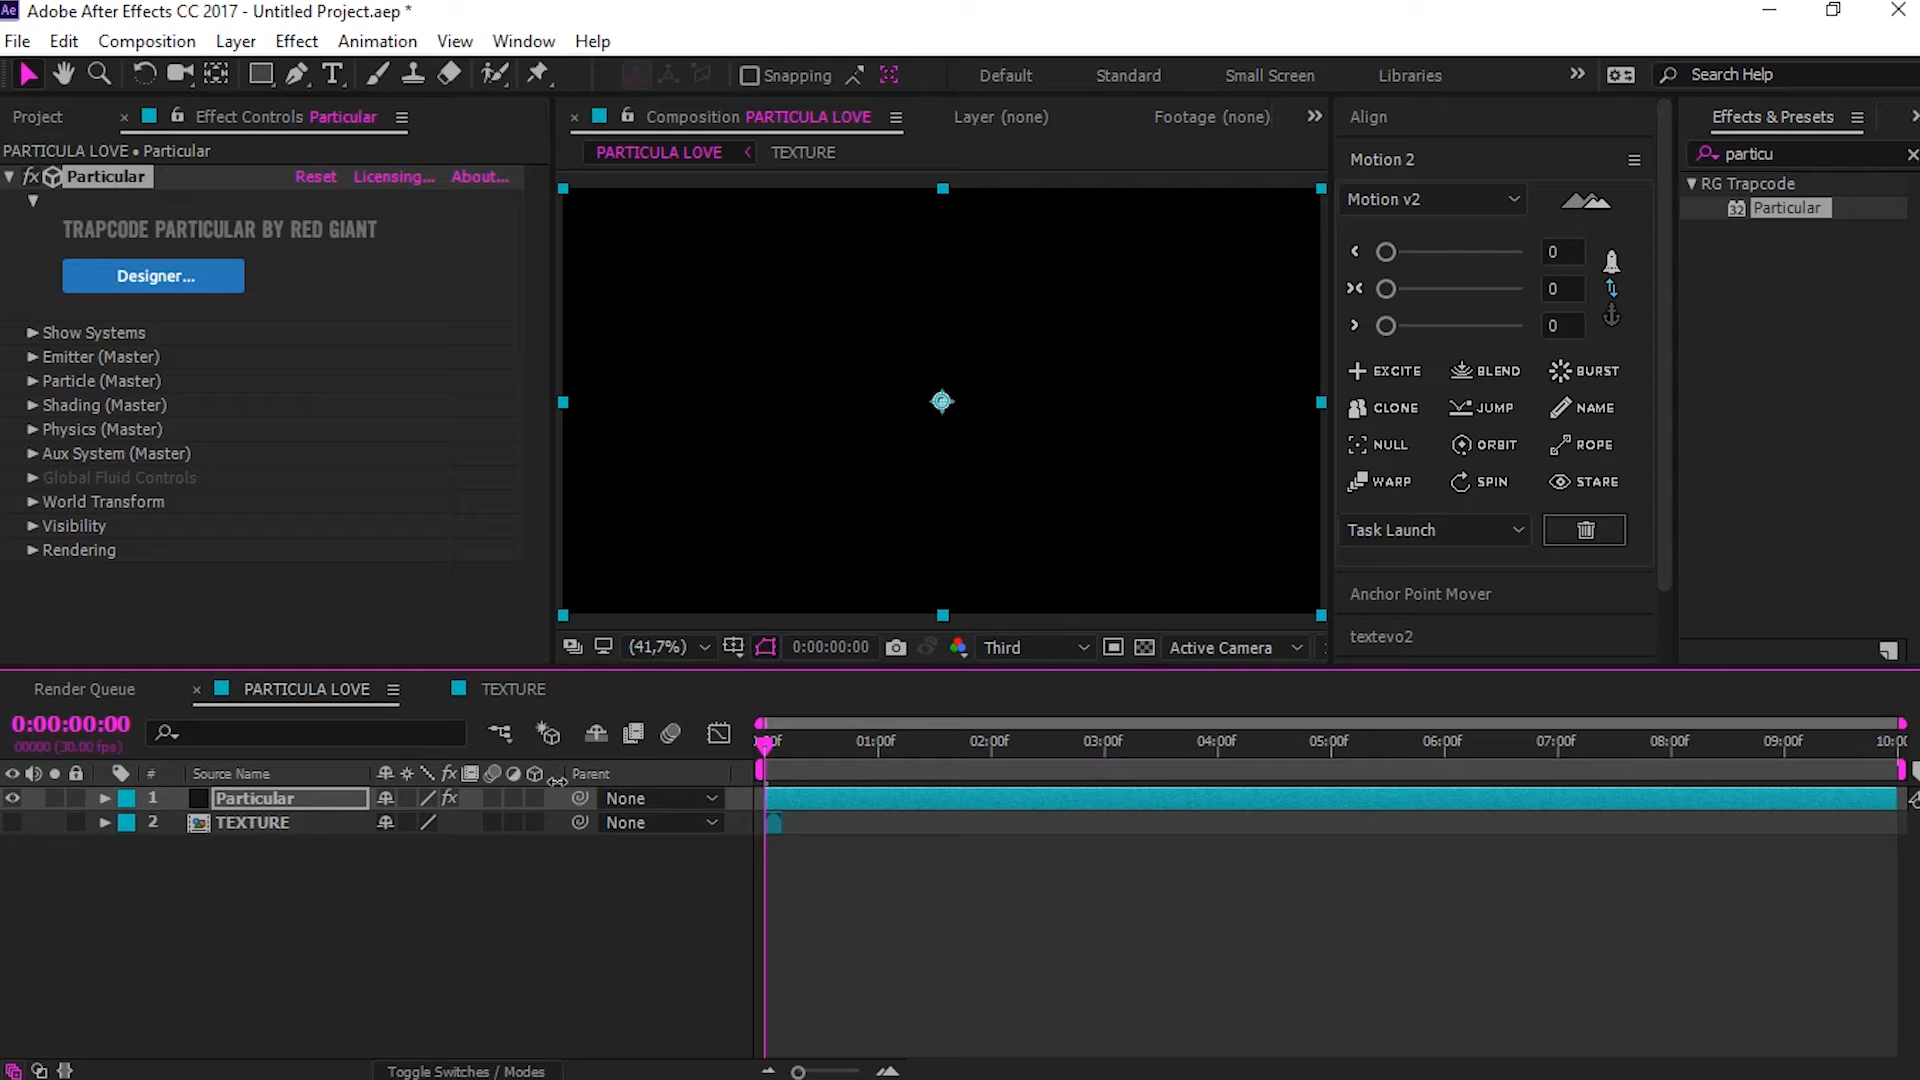 Ae Adobe After Effects CC 2017 - Untitled Project.aep *
File Edit Composition Layer Effect Animation View Window Help
T Snapping Default Standard Small Screen Libraries » Search Help
Project × Effect Controls Particular
× Composition PARTICULA LOVE Layer (none) Footage (none) »
Align
Effects & Presets
PARTICULA LOVE • Particular
PARTICULA LOVE TEXTURE
Motion 2
particu
fx Particular Reset Licensing... About...
Motion v2
RG Trapcode
32 Particular
TRAPCODE PARTICULAR BY RED GIANT
Designer...
0
0
0
Show Systems
Emitter (Master)
Particle (Master)
Shading (Master)
Physics (Master)
Aux System (Master)
Global Fluid Controls
World Transform
Visibility
Rendering
EXCITE BLEND BURST
CLONE JUMP NAME
NULL ORBIT ROPE
WARP SPIN STARE
Task Launch
Anchor Point Mover
textevo2
(41,7%) 0:00:00:00 Third Active Camera
Render Queue × PARTICULA LOVE TEXTURE
0:00:00:00
00000 (30.00 fps)
01:00f 02:00f 03:00f 04:00f 05:00f 06:00f 07:00f 08:00f 09:00f
# Source Name fx Parent
1 Particular fx None
2 TEXTURE None
Toggle Switches / Modes